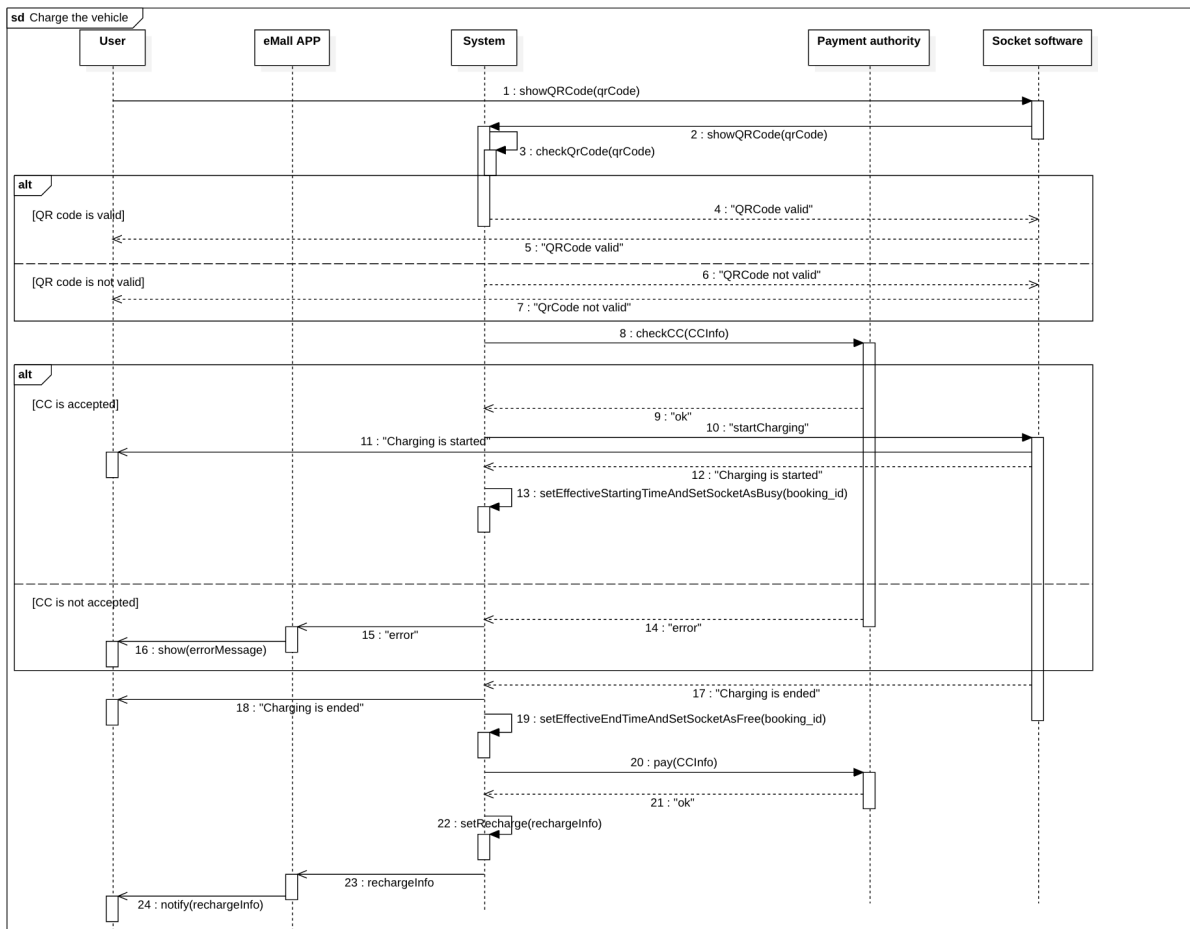 sd Charge the vehicle
User
eMall APP
System
Payment authority
Socket software
1 : showQRCode(qrCode)
2 : showQRCode(qrCode)
3 : checkQrCode(qrCode)
alt
[QR code is valid]
4 : "QRCode valid"
5 : "QRCode valid"
[QR code is not valid]
6 : "QRCode not valid"
7 : "QrCode not valid"
8 : checkCC(CCInfo)
alt
[CC is accepted]
9 : "ok"
10 : "startCharging"
11 : "Charging is started"
12 : "Charging is started"
13 : setEffectiveStartingTimeAndSetSocketAsBusy(booking_id)
[CC is not accepted]
14 : "error"
15 : "error"
16 : show(errorMessage)
17 : "Charging is ended"
18 : "Charging is ended"
19 : setEffectiveEndTimeAndSetSocketAsFree(booking_id)
20 : pay(CCInfo)
21 : "ok"
22 : setRecharge(rechargeInfo)
23 : rechargeInfo
24 : notify(rechargeInfo)